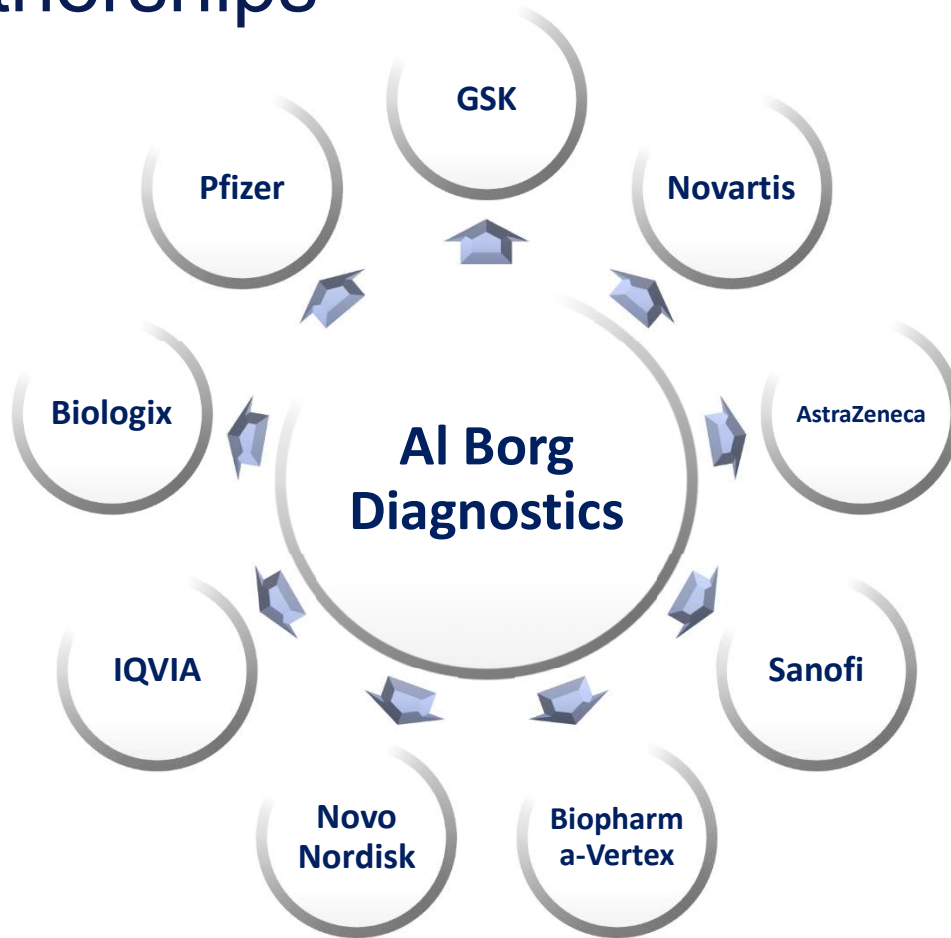 GSK
Pfizer
Novartis
Biologix
AstraZeneca
Al Borg
Diagnostics
IQVIA
Sanofi
Novo
Nordisk
Biopharm
a-Vertex